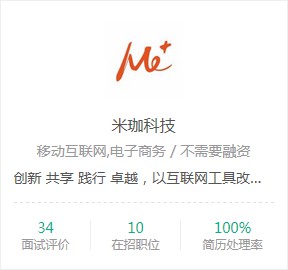 Me+
米珈科技
移动互联网,电子商务 / 不需要融资
创新 共享 践行 卓越，以互联网工具改...
34 10 100%
面试评价 在招职位 简历处理率